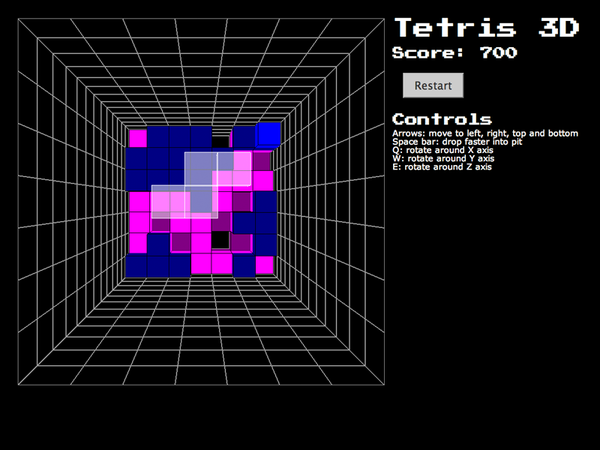 Tetris 3D
Score: 700
Restart
Controls
Arrows: move to left, right, top and bottom
Space bar: drop faster into pit
Q: rotate around X axis
W: rotate around Y axis
E: rotate around Z axis